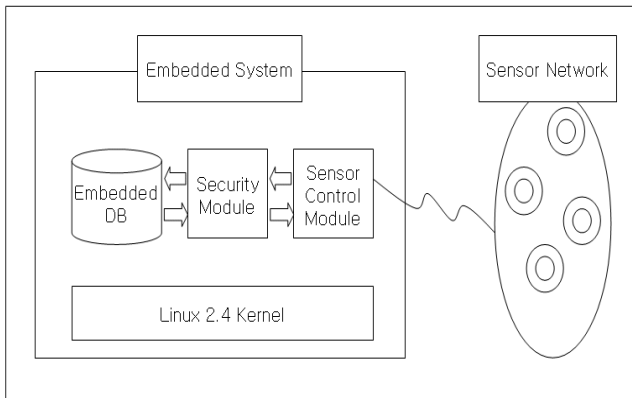 Embedded System
Sensor Network
Embedded
DB
Security
Module
Sensor
Control
Module
Linux 2.4 Kernel